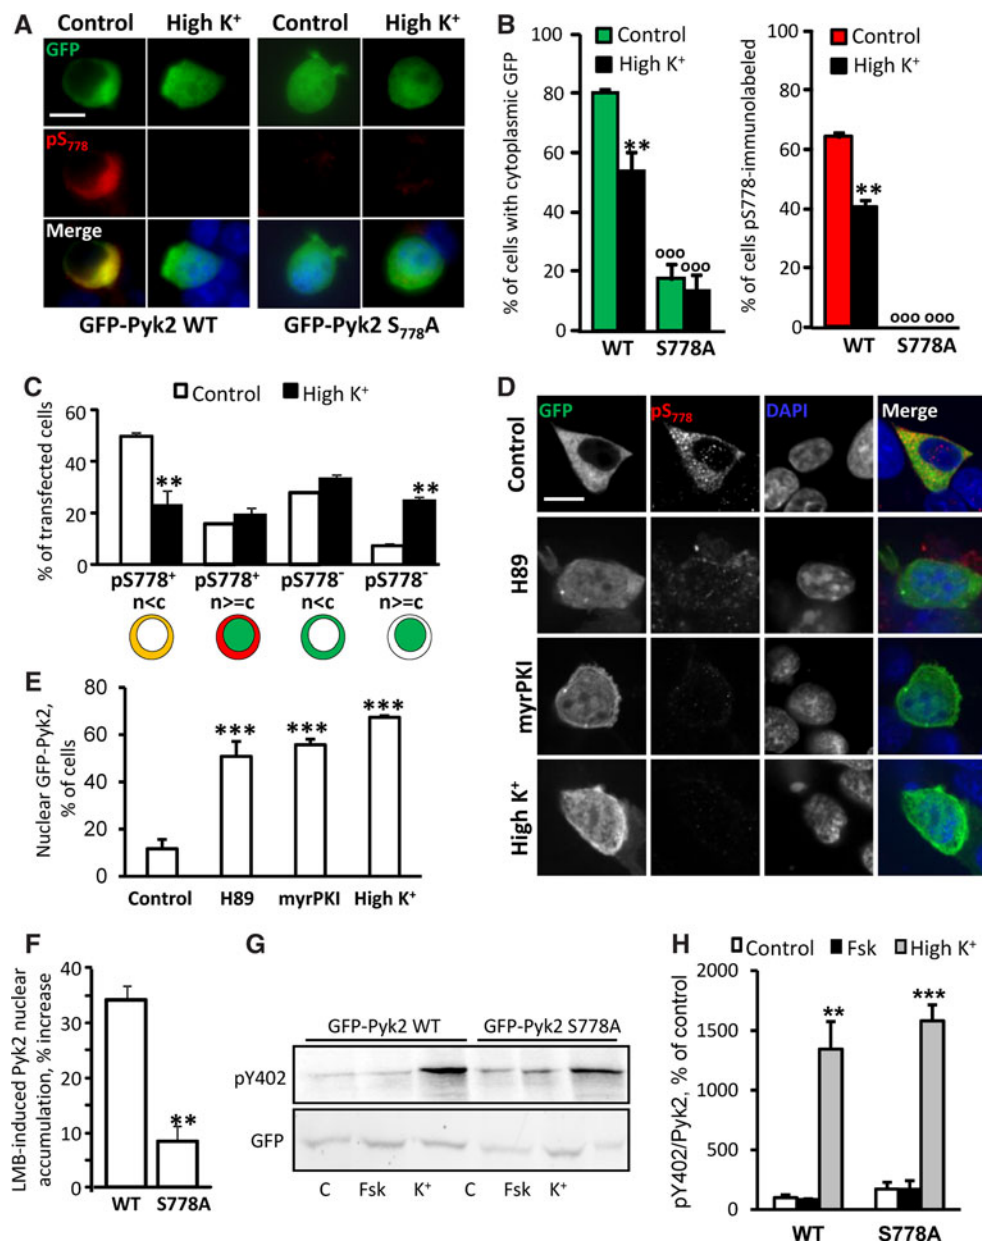 A
Control High K⁺ Control High K⁺
GFP
pS₇₇₈
Merge
GFP-Pyk2 WT GFP-Pyk2 S₇₇₈A
B
% of cells with cytoplasmic GFP
100
80
60
40
20
0
Control
High K⁺
**
ooo ooo
WT S778A
% of cells pS778-immunolabeled
100
80
60
40
20
0
Control
High K⁺
**
ooo ooo
WT S778A
C
Control High K⁺
% of transfected cells
60
40
20
0
** **
pS778⁺ pS778⁺ pS778⁻ pS778⁻
n<c n>=c n<c n>=c
D
GFP pS₇₇₈ DAPI Merge
Control
H89
myrPKI
High K⁺
E
Nuclear GFP-Pyk2,
% of cells
80
60
40
20
0
*** *** ***
Control H89 myrPKI High K⁺
F
LMB-induced Pyk2 nuclear
accumulation, % increase
40
30
20
10
0
**
WT S778A
G
GFP-Pyk2 WT GFP-Pyk2 S778A
pY402
GFP
C Fsk K⁺ C Fsk K⁺
H
Control Fsk High K⁺
pY402/Pyk2, % of control
2000
1500
1000
500
0
** ***
WT S778A